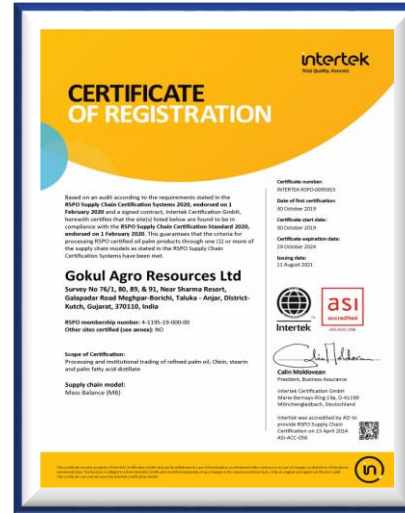 intertek
Total Quality. Assured.
CERTIFICATE
OF REGISTRATION
Based on an audit according to the requirements stated in the
RSPO Supply Chain Certification Systems 2020, endorsed on 1
February 2020 and a signed contract, Intertek Certification GmbH,
herewith certifies that the site(s) listed below are found to be in
compliance with the RSPO Supply Chain Certification Standard 2020,
endorsed on 1 February 2020. This guarantees that the criteria for
processing RSPO certified oil palm products through one (1) or more of
the supply chain models as stated in the RSPO Supply Chain
Certification Systems have been met.
Gokul Agro Resources Ltd
Survey No 76/1, 80, 89, & 91, Near Sharma Resort,
Galapadar Road Meghpar-Borichi, Taluka - Anjar, District-
Kutch, Gujarat, 370110, India
RSPO membership number: 4-1195-19-000-00
Other sites certified (see annex): NO
Scope of Certification:
Processing and institutional trading of refined palm oil, Olein, stearin
and palm fatty acid distillate
Supply chain model:
Mass Balance (MB)
Certificate number:
Date of first certification:
30 October 2019
Certificate start date:
30 October 2019
Certificate expiration date:
29 October 2024
Issuing date:
11 August 2021
Intertek
asi
accredited
ASI-ACC-056
Calin Moldovean
President, Business Assurance
Intertek Certification GmbH
Marie-Bernays-Ring 19a, D-41199
Mönchengladbach, Deutschland
Intertek was accredited by ASI to
provide RSPO Supply Chain
Certification on 15 April 2014
ASI-ACC-056
in